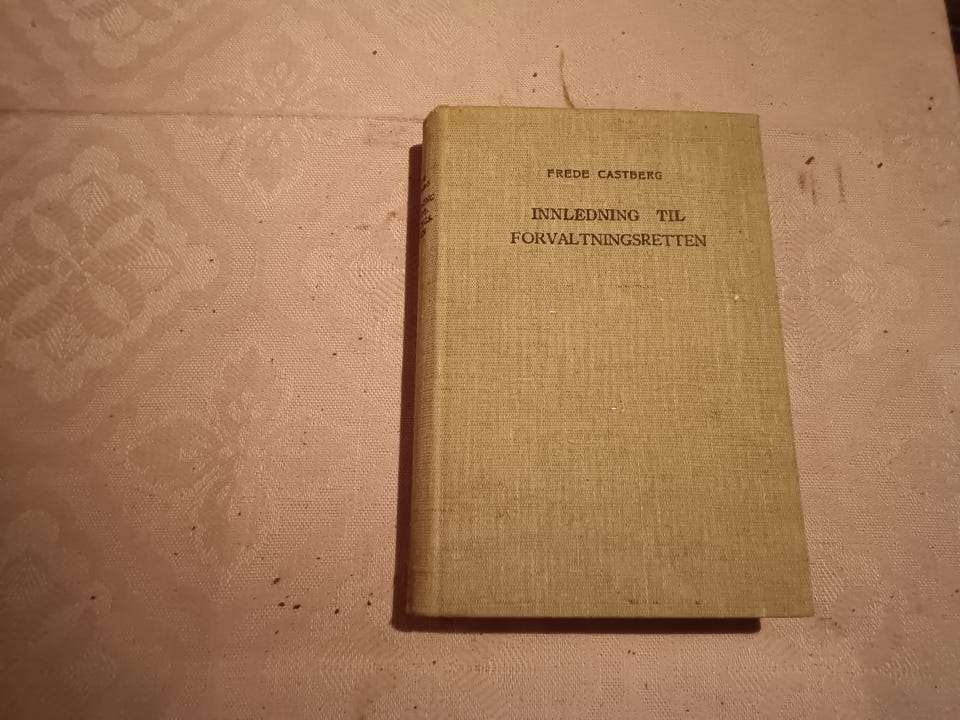 FREDE CASTBERG
INNLEDNING TIL
FORVALTNINGSRETTEN